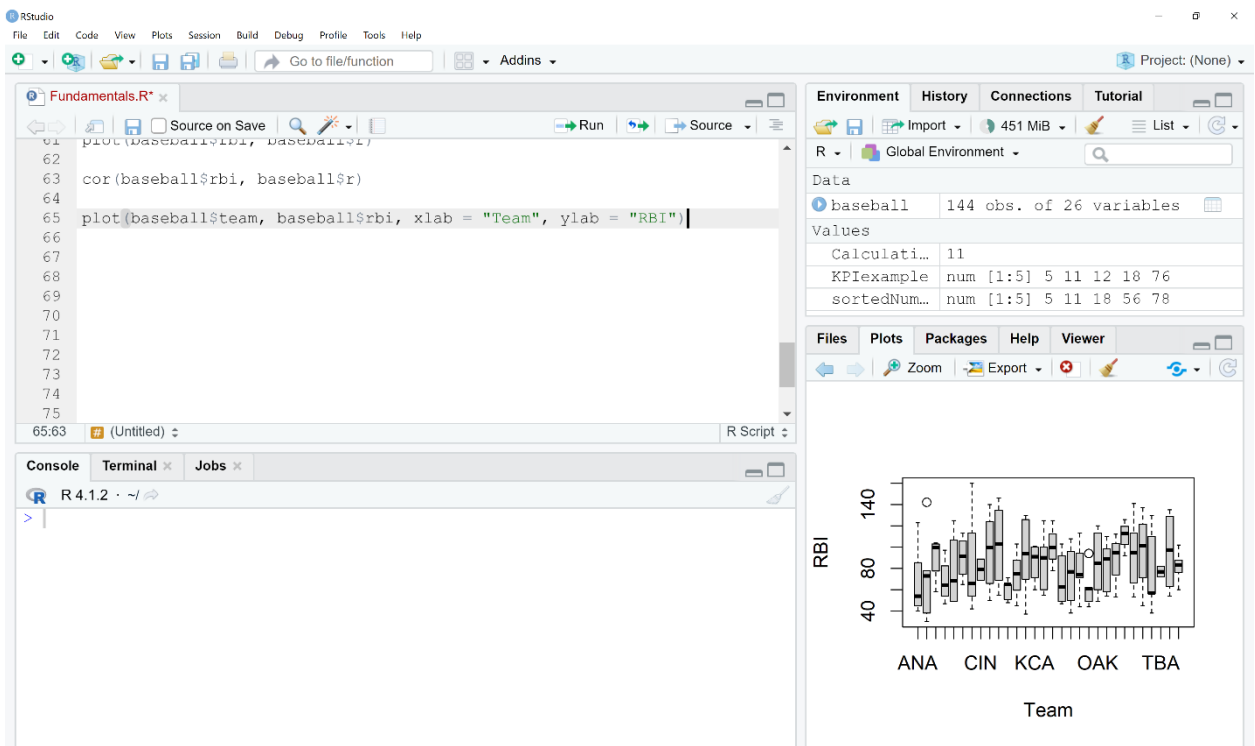 RStudio
File Edit Code View Plots Session Build Debug Profile Tools Help
Go to file/function Addins Project: (None)
Fundamentals.R*
Source on Save Run Source
61 plot(baseball$rbi, baseball$r)
62
63 cor(baseball$rbi, baseball$r)
64
65 plot(baseball$team, baseball$rbi, xlab = "Team", ylab = "RBI")
66
67
68
69
70
71
72
73
74
75
65:63 # (Untitled) R Script
Console Terminal Jobs
R R 4.1.2 · ~/
>
Environment History Connections Tutorial
Import 451 MiB List
R Global Environment
Data
baseball 144 obs. of 26 variables
Values
Calculati… 11
KPIexample num [1:5] 5 11 12 18 76
sortedNum… num [1:5] 5 11 18 56 78
Files Plots Packages Help Viewer
Zoom Export
RBI
140
80
40
ANA CIN KCA OAK TBA
Team